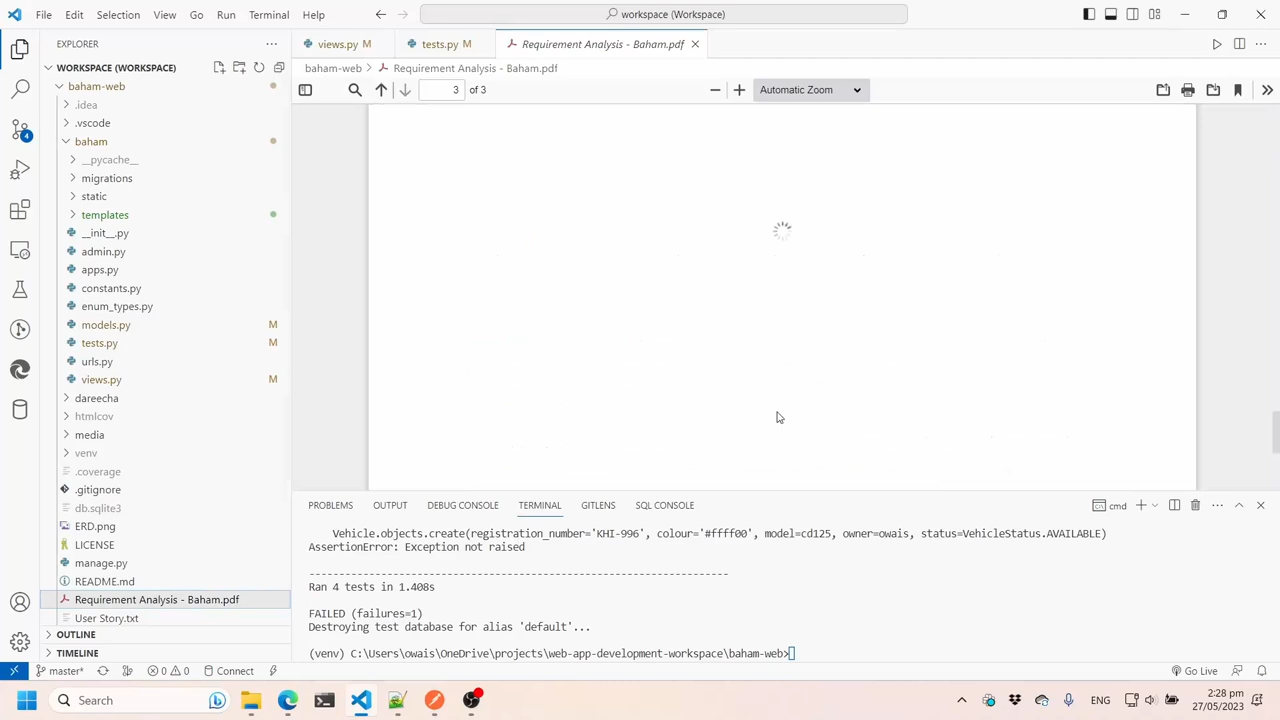 File Edit Selection View Go Run Terminal Help
workspace (Workspace)
EXPLORER
views.py M
tests.py M
Requirement Analysis - Baham.pdf
WORKSPACE (WORKSPACE)
baham-web > Requirement Analysis - Baham.pdf
3 of 3
Automatic Zoom
baham-web
.idea
.vscode
baham
__pycache__
migrations
static
templates
__init__.py
admin.py
apps.py
constants.py
enum_types.py
models.py M
tests.py M
urls.py
views.py M
dareecha
htmlcov
media
venv
.coverage
.gitignore
db.sqlite3
ERD.png
LICENSE
manage.py
README.md
Requirement Analysis - Baham.pdf
User Story.txt
OUTLINE
TIMELINE
4
PROBLEMS OUTPUT DEBUG CONSOLE TERMINAL GITLENS SQL CONSOLE
cmd
Vehicle.objects.create(registration_number='KHI-996', colour='#ffff00', model=cd125, owner=owais, status=VehicleStatus.AVAILABLE)
AssertionError: Exception not raised
----------------------------------------------------------------------
Ran 4 tests in 1.408s
FAILED (failures=1)
Destroying test database for alias 'default'...
(venv) C:\Users\owais\OneDrive\projects\web-app-development-workspace\baham-web>
master* 0 0 Connect
Go Live
Search
ENG
2:28 pm
27/05/2023